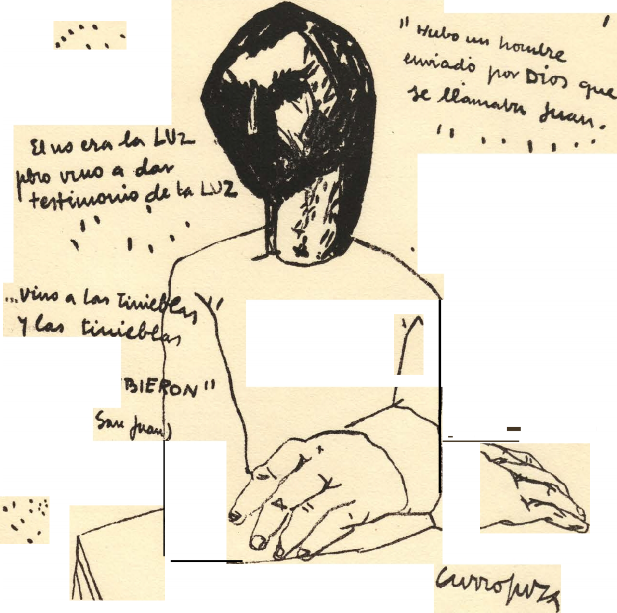 " Hubo un hombre
enviado por Dios que
se llamaba Juan.
El no era la LUZ
pero vino a dar
testimonio de la LUZ
...vino a las tinieblas
y las tinieblas
BIERON "
(San Juan)